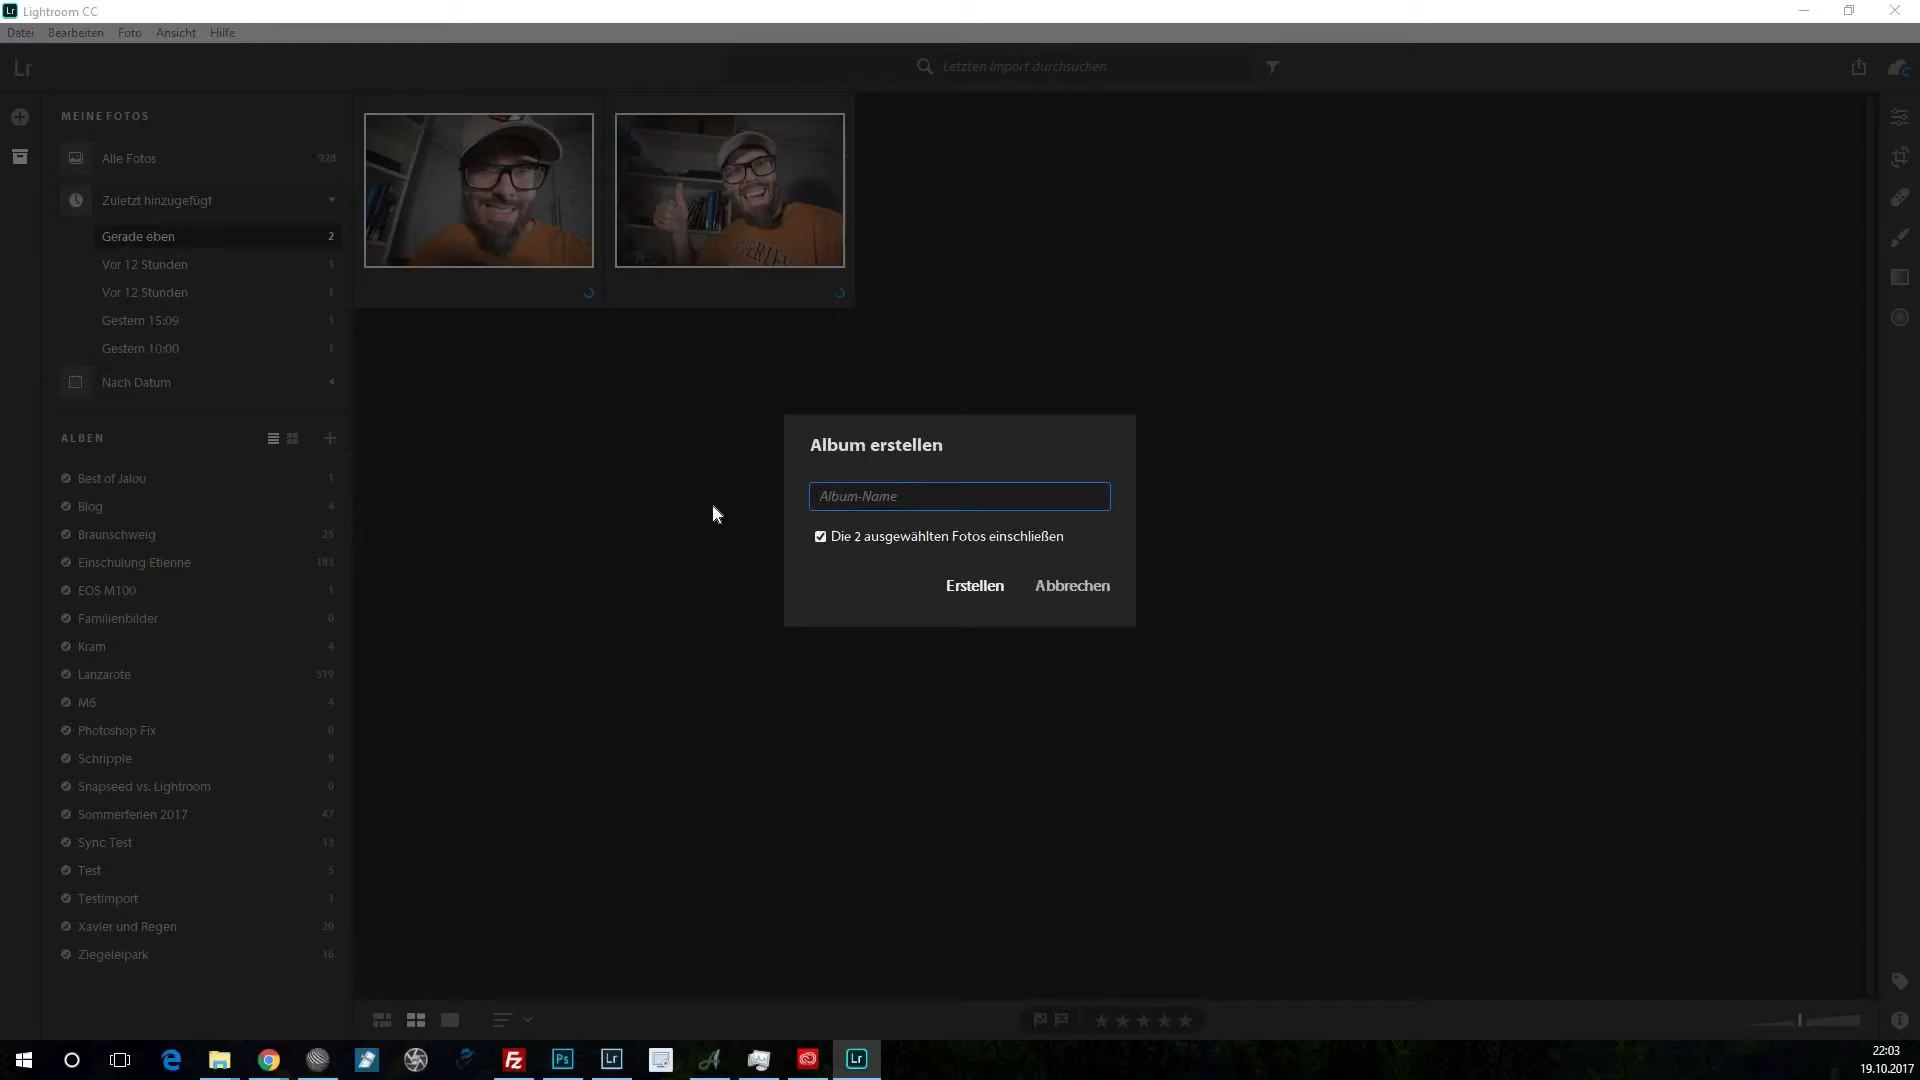 Lightroom CC
Datei Bearbeiten Foto Ansicht Hilfe
Lr
Letzten Import durchsuchen
MEINE FOTOS
Alle Fotos 928
Zuletzt hinzugefügt
Gerade eben 2
Vor 12 Stunden 1
Vor 12 Stunden 1
Gestern 15:09 1
Gestern 10:00 1
Nach Datum
ALBEN
Best of Jalou 1
Blog 4
Braunschweig 25
Einschulung Etienne 183
EOS M100 1
Familienbilder 0
Kram 4
Lanzarote 519
M6 4
Photoshop Fix 0
Schripple 9
Snapseed vs. Lightroom 0
Sommerferien 2017 47
Sync Test 13
Test 5
Testimport 1
Xavier und Regen 20
Ziegeleipark 16
Album erstellen
Album-Name
Die 2 ausgewählten Fotos einschließen
Erstellen Abbrechen
Fz Ps Lr Lr
22:03
19.10.2017